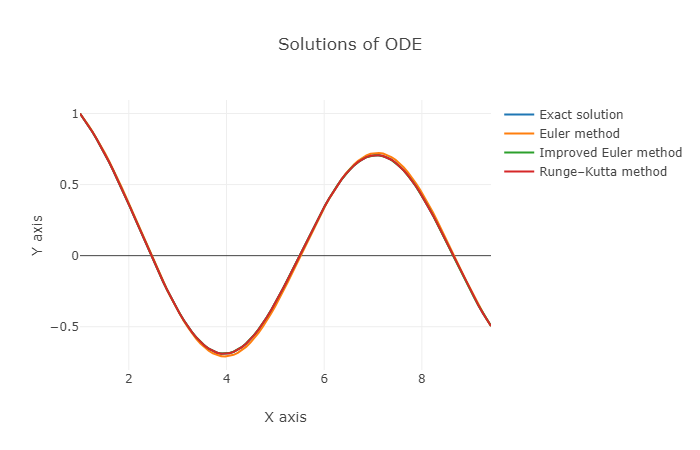 Solutions of ODE
1
0.5
0
−0.5
2
4
6
8
X axis
Y axis
Exact solution
Euler method
Improved Euler method
Runge−Kutta method